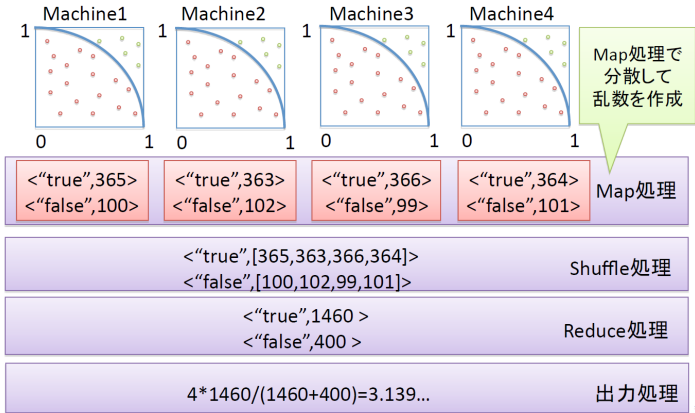 Machine1
Machine2
Machine3
Machine4
1
1
1
1
0
1
0
1
0
1
0
1
Map処理で
分散して
乱数を作成
<“true”,365>
<“false”,100>
<“true”,363>
<“false”,102>
<“true”,366>
<“false”,99>
<“true”,364>
<“false”,101>
Map処理
<“true”,[365,363,366,364]>
<“false”,[100,102,99,101]>
Shuffle処理
<“true”,1460 >
<“false”,400 >
Reduce処理
4*1460/(1460+400)=3.139...
出力処理